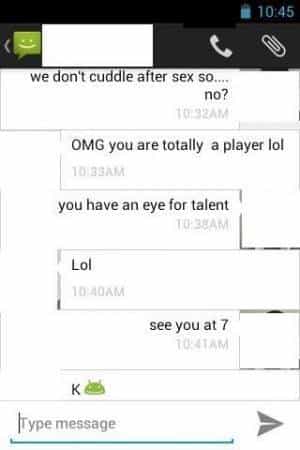 10:45
we don't cuddle after sex so....
no?
10:32AM
OMG you are totally  a player lol
10:33AM
you have an eye for talent
10:38AM
Lol
10:40AM
see you at 7
10:41AM
K
Type message